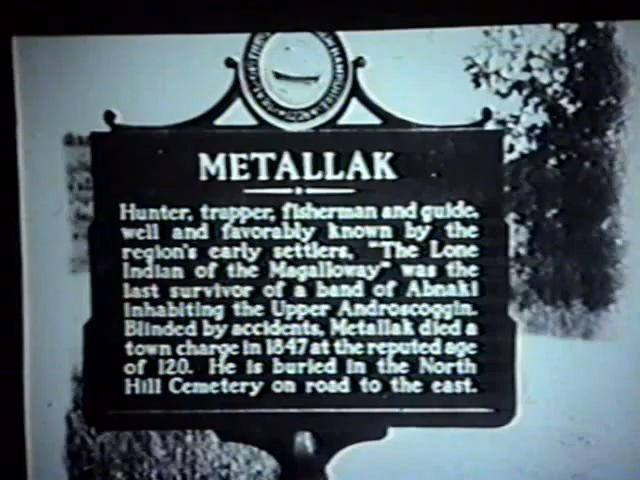 METALLAK
Hunter, trapper, fisherman and guide,
well and favorably known by the
region's early settlers, "The Lone
Indian of the Magalloway" was the
last survivor of a band of Abnaki
inhabiting the Upper Androscoggin.
Blinded by accidents, Metallak died a
town charge in 1847 at the reputed age
of 120. He is buried in the North
Hill Cemetery on road to the east.